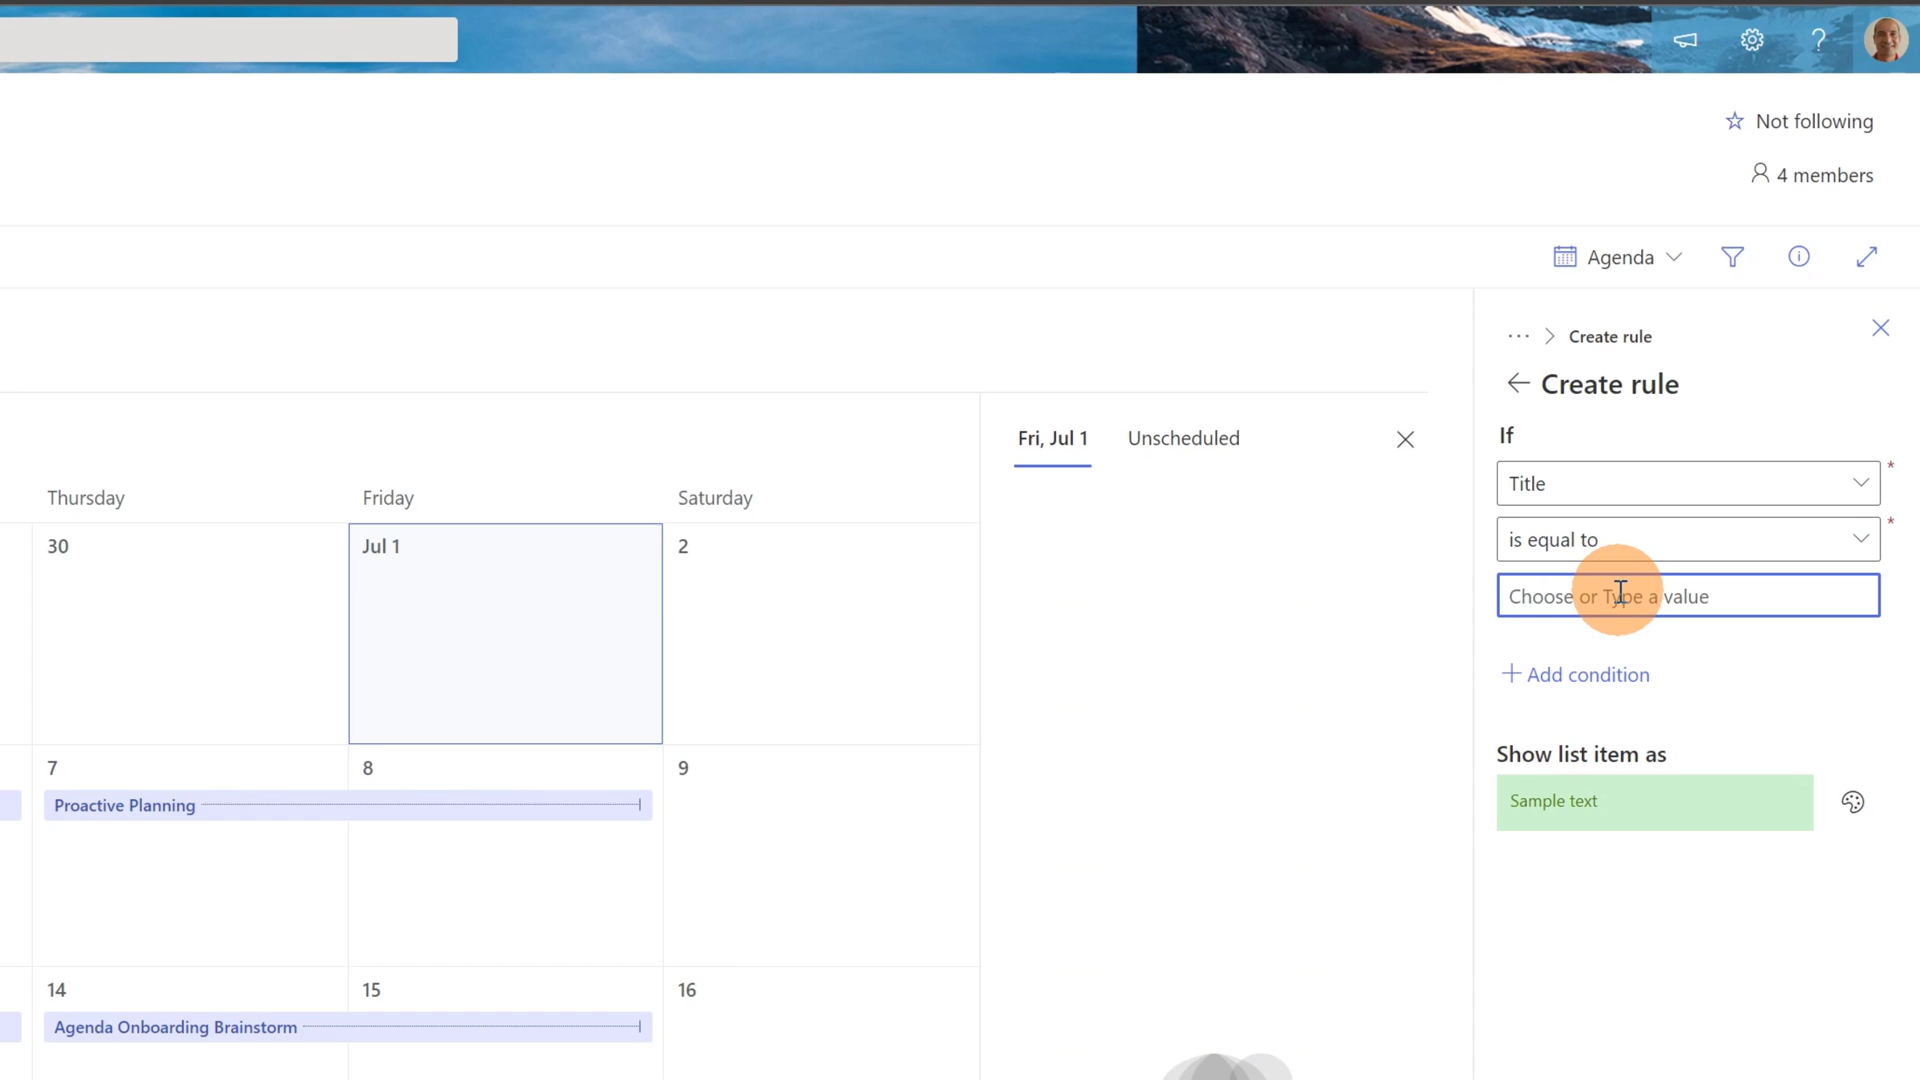 Not following
4 members
Agenda
Create rule
Create rule
If
Title *
is equal to *
Choose or Type a value
Add condition
Show list item as
Sample text
Fri, Jul 1 Unscheduled
Thursday Friday Saturday
30 Jul 1 2
7 8 9
Proactive Planning
14 15 16
Agenda Onboarding Brainstorm